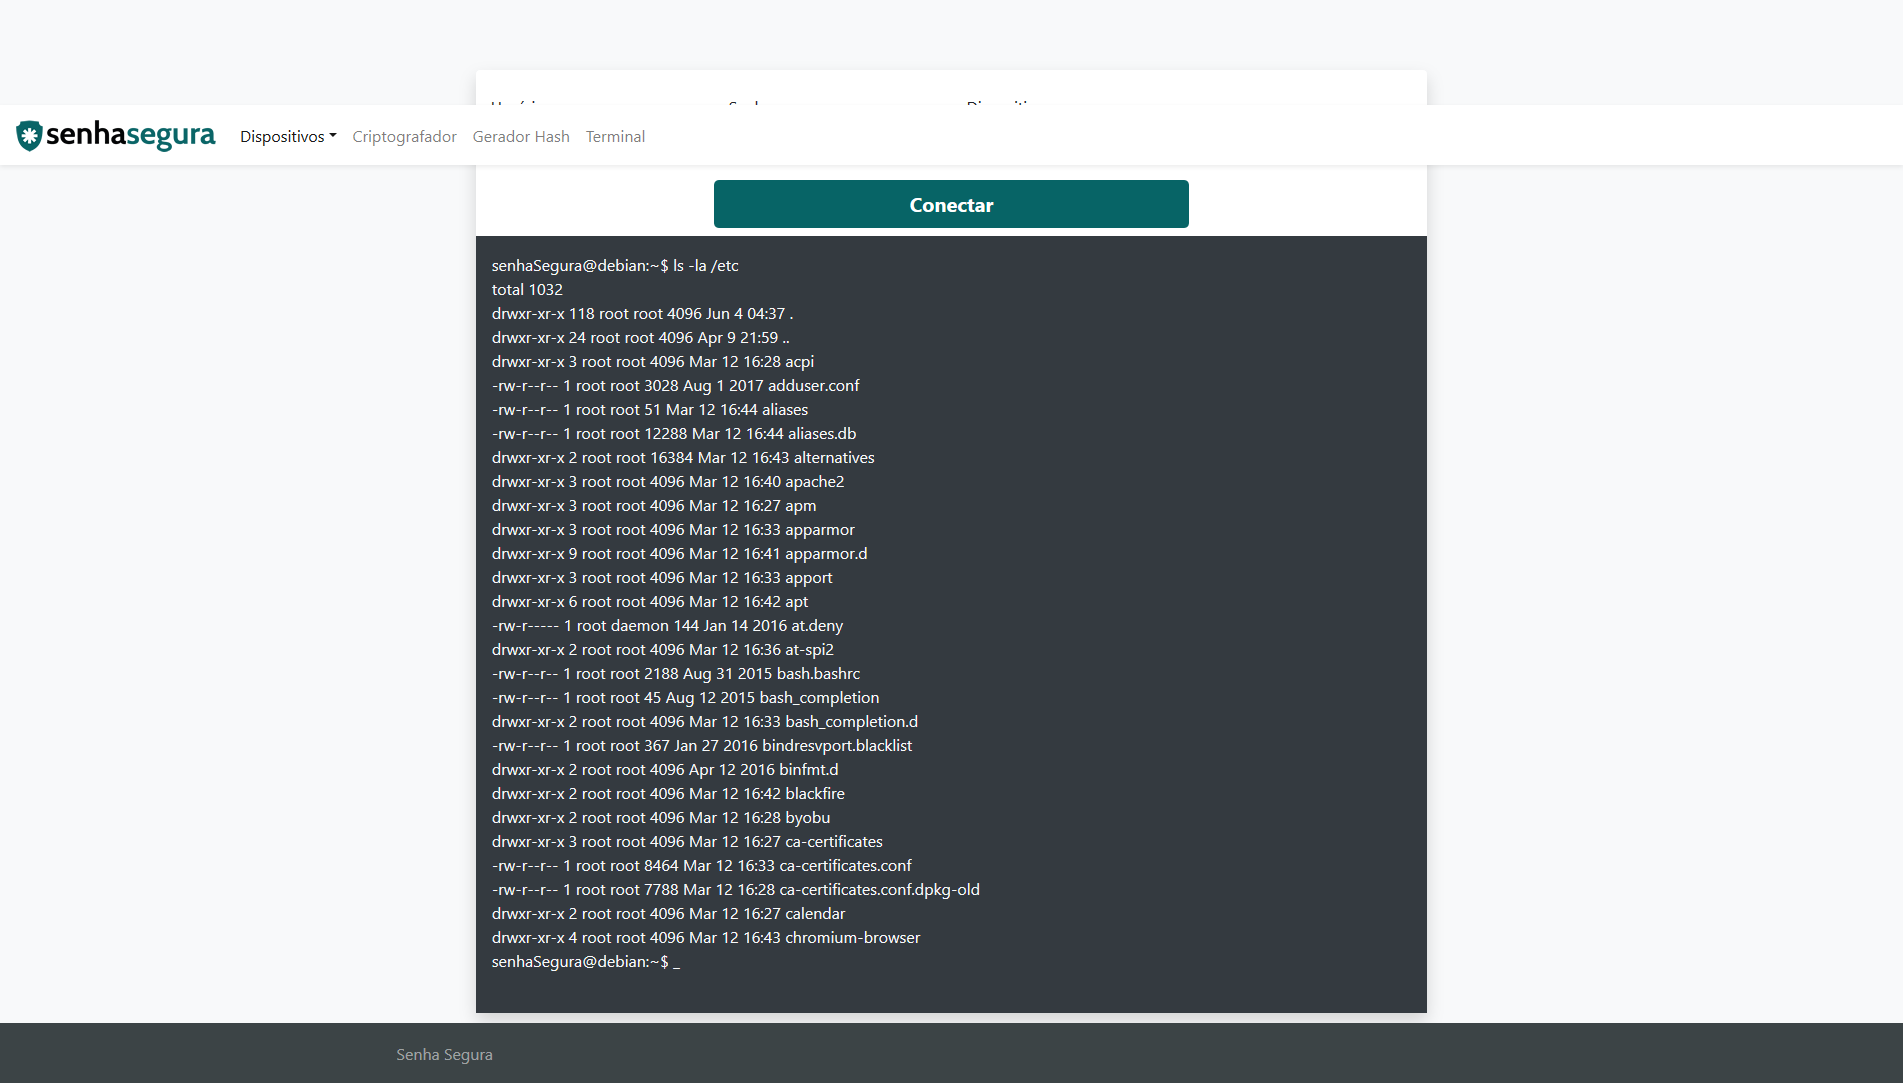 senhasegura Dispositivos Criptografador Gerador Hash Terminal
Conectar
senhaSegura@debian:~$ ls -la /etc
total 1032
drwxr-xr-x 118 root root 4096 Jun 4 04:37 .
drwxr-xr-x 24 root root 4096 Apr 9 21:59 ..
drwxr-xr-x 3 root root 4096 Mar 12 16:28 acpi
-rw-r--r-- 1 root root 3028 Aug 1 2017 adduser.conf
-rw-r--r-- 1 root root 51 Mar 12 16:44 aliases
-rw-r--r-- 1 root root 12288 Mar 12 16:44 aliases.db
drwxr-xr-x 2 root root 16384 Mar 12 16:43 alternatives
drwxr-xr-x 3 root root 4096 Mar 12 16:40 apache2
drwxr-xr-x 3 root root 4096 Mar 12 16:27 apm
drwxr-xr-x 3 root root 4096 Mar 12 16:33 apparmor
drwxr-xr-x 9 root root 4096 Mar 12 16:41 apparmor.d
drwxr-xr-x 3 root root 4096 Mar 12 16:33 apport
drwxr-xr-x 6 root root 4096 Mar 12 16:42 apt
-rw-r----- 1 root daemon 144 Jan 14 2016 at.deny
drwxr-xr-x 2 root root 4096 Mar 12 16:36 at-spi2
-rw-r--r-- 1 root root 2188 Aug 31 2015 bash.bashrc
-rw-r--r-- 1 root root 45 Aug 12 2015 bash_completion
drwxr-xr-x 2 root root 4096 Mar 12 16:33 bash_completion.d
-rw-r--r-- 1 root root 367 Jan 27 2016 bindresvport.blacklist
drwxr-xr-x 2 root root 4096 Apr 12 2016 binfmt.d
drwxr-xr-x 2 root root 4096 Mar 12 16:42 blackfire
drwxr-xr-x 2 root root 4096 Mar 12 16:28 byobu
drwxr-xr-x 3 root root 4096 Mar 12 16:27 ca-certificates
-rw-r--r-- 1 root root 8464 Mar 12 16:33 ca-certificates.conf
-rw-r--r-- 1 root root 7788 Mar 12 16:28 ca-certificates.conf.dpkg-old
drwxr-xr-x 2 root root 4096 Mar 12 16:27 calendar
drwxr-xr-x 4 root root 4096 Mar 12 16:43 chromium-browser
senhaSegura@debian:~$ _
Senha Segura